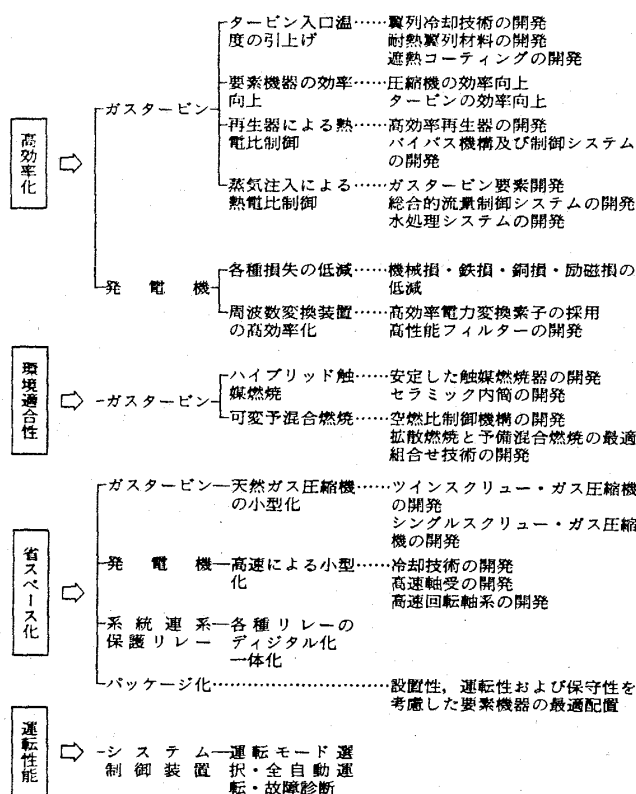 高効率化
ガスタービン
タービン入口温……翼列冷却技術の開発
度の引上げ 耐熱翼列材料の開発
遮熱コーティングの開発
要素機器の効率……圧縮機の効率向上
向上 タービンの効率向上
再生器による熱……高効率再生器の開発
電比制御 バイパス機構及び制御システム
の開発
蒸気注入による……ガスタービン要素開発
熱電比制御 総合的流量制御システムの開発
水処理システムの開発
発電機
各種損失の低減……機械損・鉄損・銅損・励磁損の
低減
周波数変換装置……高効率電力変換素子の採用
の高効率化 高性能フィルターの開発
環境適合性
ガスタービン
ハイブリッド触……安定した触媒燃焼器の開発
媒燃焼 セラミック内筒の開発
可変予混合燃焼……空燃比制御機構の開発
拡散燃焼と予備混合燃焼の最適
組合せ技術の開発
省スペース化
ガスタービン―天然ガス圧縮機……ツインスクリュー・ガス圧縮機
の小型化 の開発
シングルスクリュー・ガス圧縮
機の開発
発電機―高速による小型……冷却技術の開発
化 高速軸受の開発
高速回転軸系の開発
系統連系―各種リレーの
保護リレー ディジタル化
一体化
パッケージ化……………………設置性,運転性および保守性を
考慮した要素機器の最適配置
運転性能
システム―運転モード選
制御装置 択・全自動運
転・故障診断